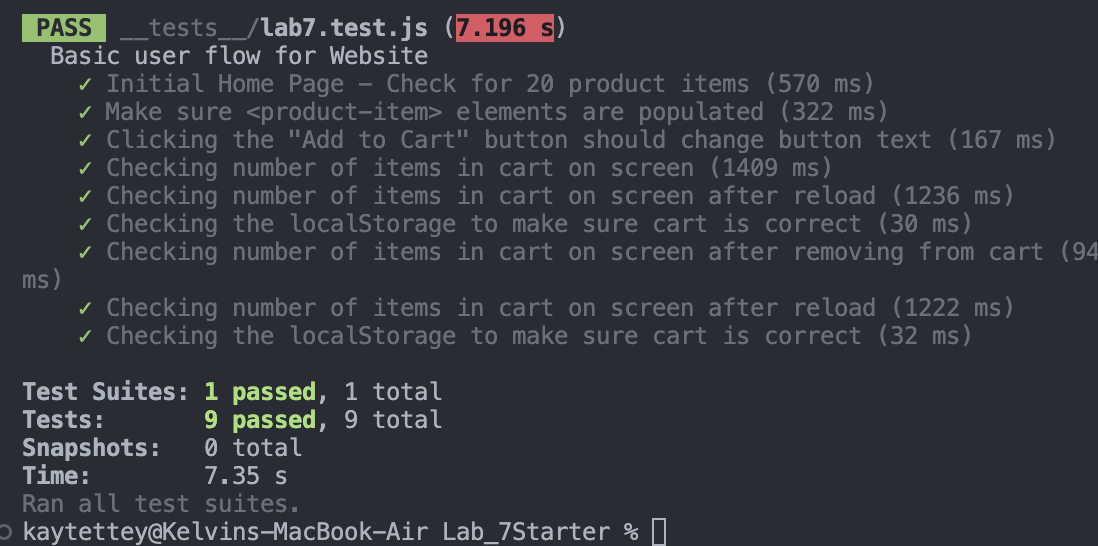 PASS __tests__/lab7.test.js (7.196 s)
Basic user flow for Website
✓ Initial Home Page – Check for 20 product items (570 ms)
✓ Make sure <product-item> elements are populated (322 ms)
✓ Clicking the "Add to Cart" button should change button text (167 ms)
✓ Checking number of items in cart on screen (1409 ms)
✓ Checking number of items in cart on screen after reload (1236 ms)
✓ Checking the localStorage to make sure cart is correct (30 ms)
✓ Checking number of items in cart on screen after removing from cart (94
ms)
✓ Checking number of items in cart on screen after reload (1222 ms)
✓ Checking the localStorage to make sure cart is correct (32 ms)
Test Suites: 1 passed, 1 total
Tests: 9 passed, 9 total
Snapshots: 0 total
Time: 7.35 s
Ran all test suites.
kaytettey@Kelvins-MacBook-Air Lab_7Starter %